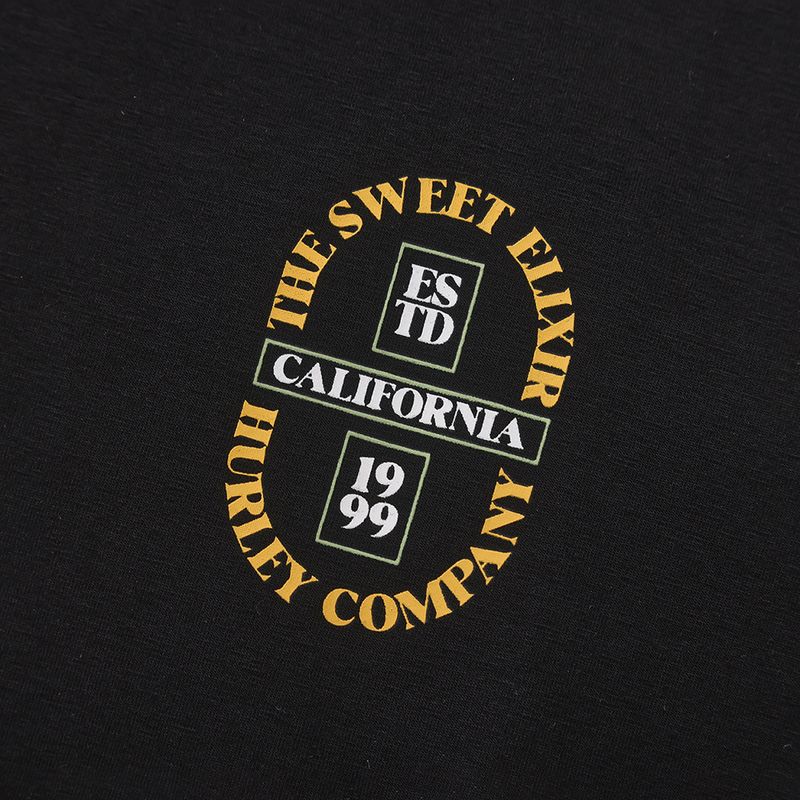 THE SWEET ELIXIR
ES
TD
CALIFORNIA
19
99
HURLEY COMPANY